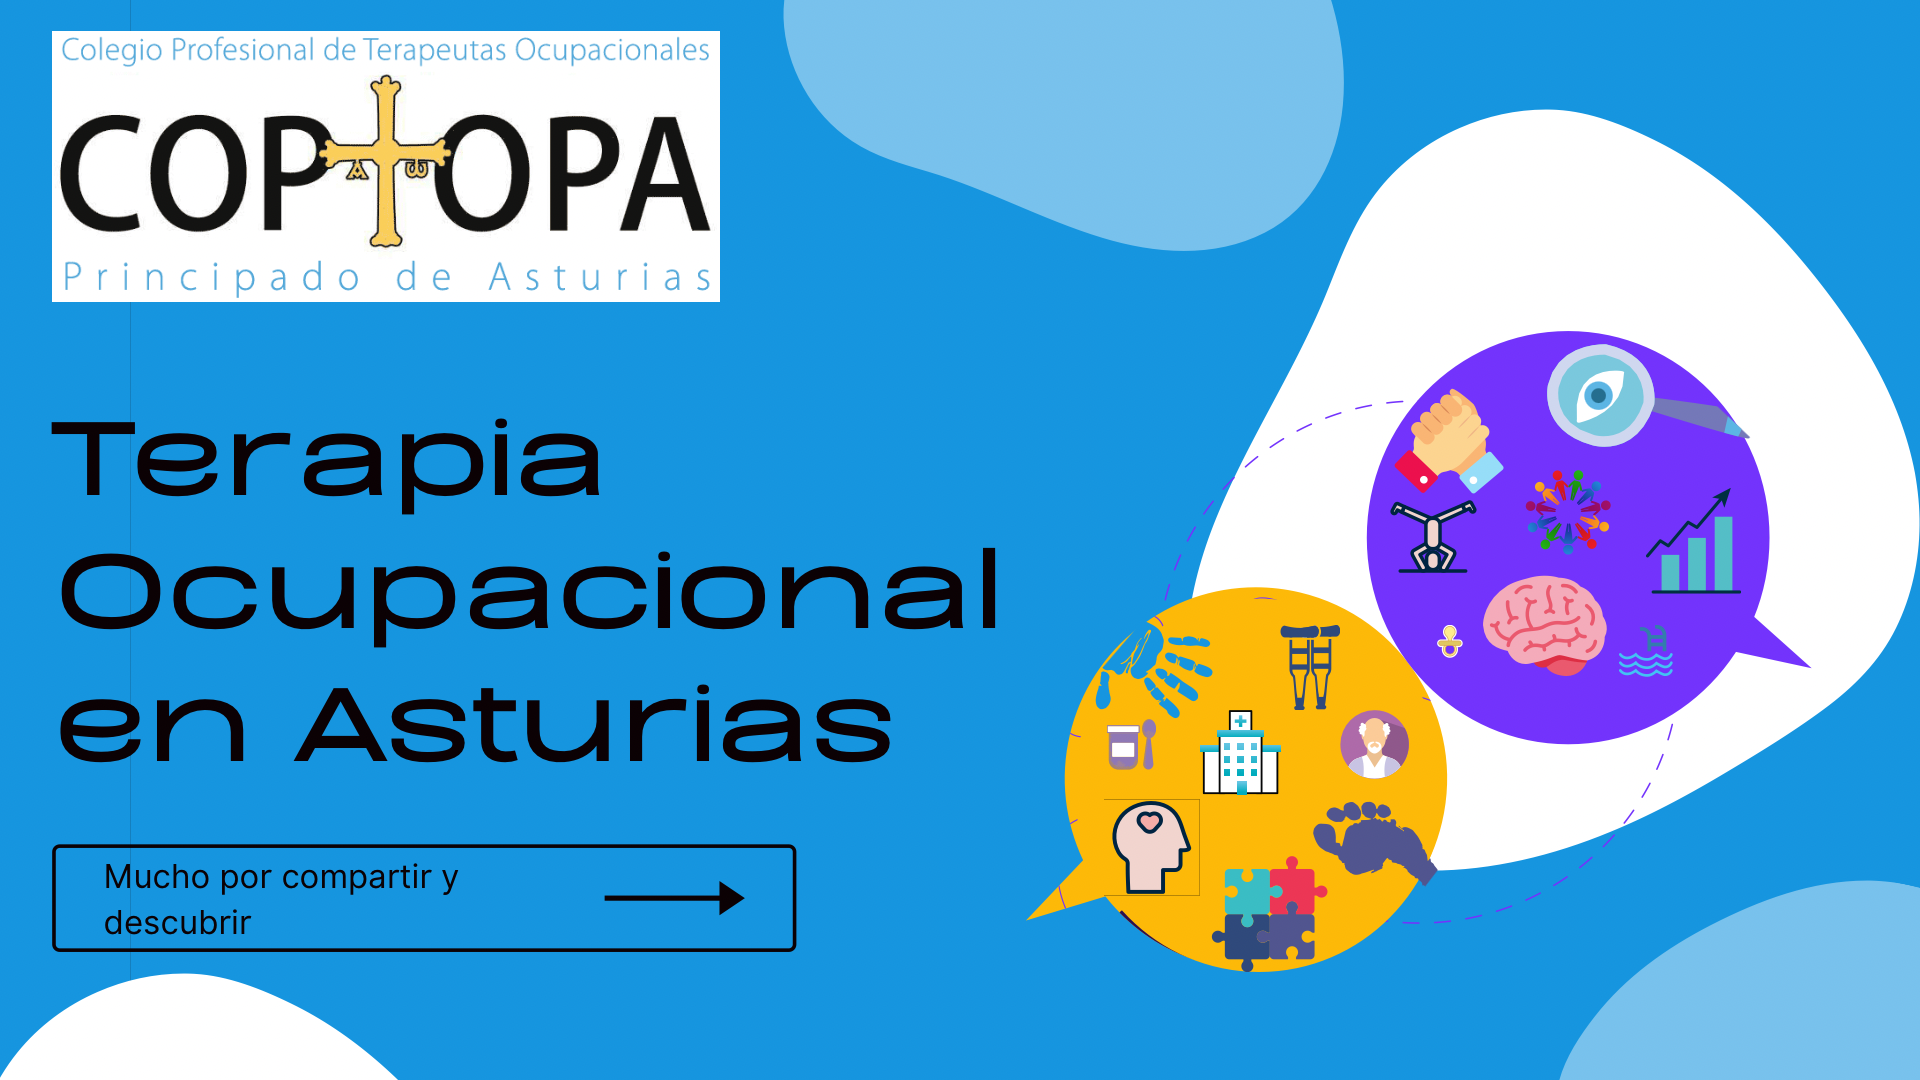 Colegio Profesional de Terapeutas Ocupacionales
COPTOPA
Principado de Asturias
Terapia
Ocupacional
en Asturias
Mucho por compartir y
descubrir